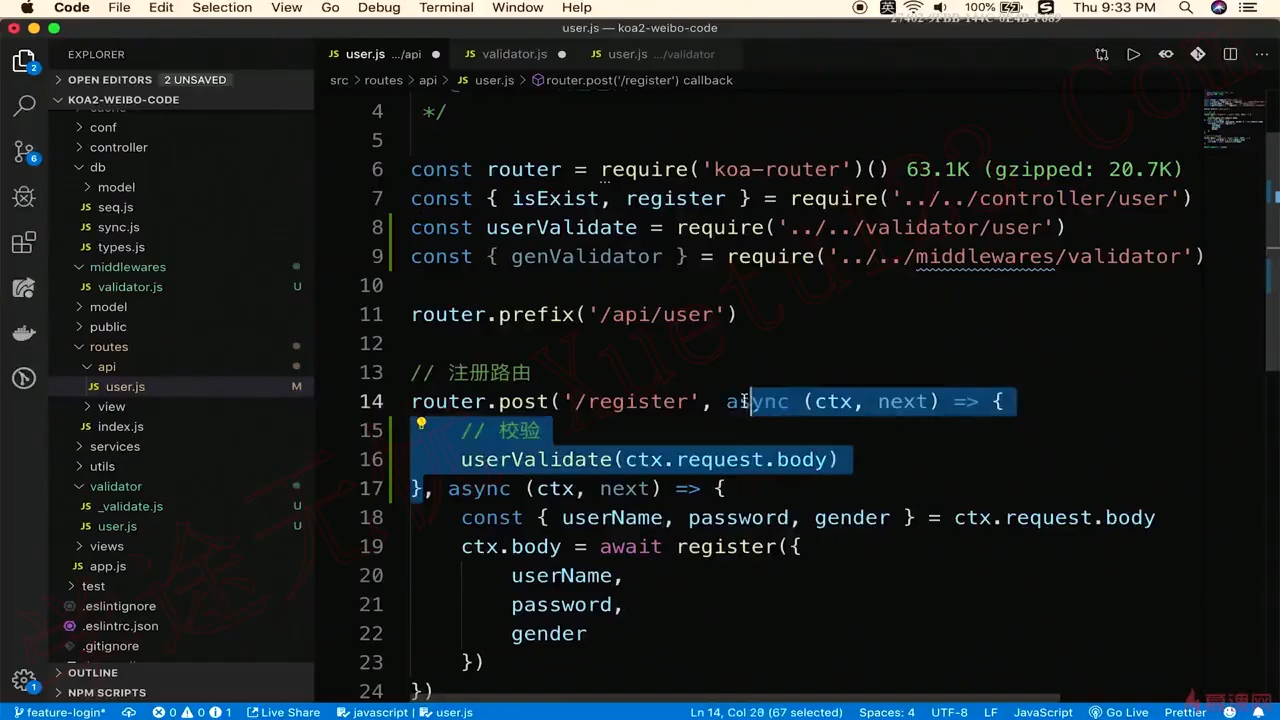 Code File Edit Selection View Go Debug Terminal Window Help 英 100% S Thu 9:33 PM
user.js — koa2-weibo-code
EXPLORER
OPEN EDITORS 2 UNSAVED
KOA2-WEIBO-CODE
conf
controller
db
model
seq.js
sync.js
types.js
middlewares
validator.js U
model
public
routes
api
user.js M
view
index.js
services
utils
validator
_validate.js U
user.js U
views
app.js
test
.eslintignore
.eslintrc.json
.gitignore
OUTLINE
NPM SCRIPTS
JS user.js .../api JS validator.js JS user.js .../validator
src > routes > api > JS user.js > router.post('/register') callback
4 */
5
6 const router = require('koa-router')() 63.1K (gzipped: 20.7K)
7 const { isExist, register } = require('../../controller/user')
8 const userValidate = require('../../validator/user')
9 const { genValidator } = require('../../middlewares/validator')
10
11 router.prefix('/api/user')
12
13 // 注册路由
14 router.post('/register', async (ctx, next) => {
15 // 校验
16 userValidate(ctx.request.body)
17 }, async (ctx, next) => {
18 const { userName, password, gender } = ctx.request.body
19 ctx.body = await register({
20 userName,
21 password,
22 gender
23 })
24 })
feature-login* 0 0 1 Live Share javascript | user.js Ln 14, Col 28 (67 selected) Spaces: 4 UTF-8 LF JavaScript Go Live Prettier